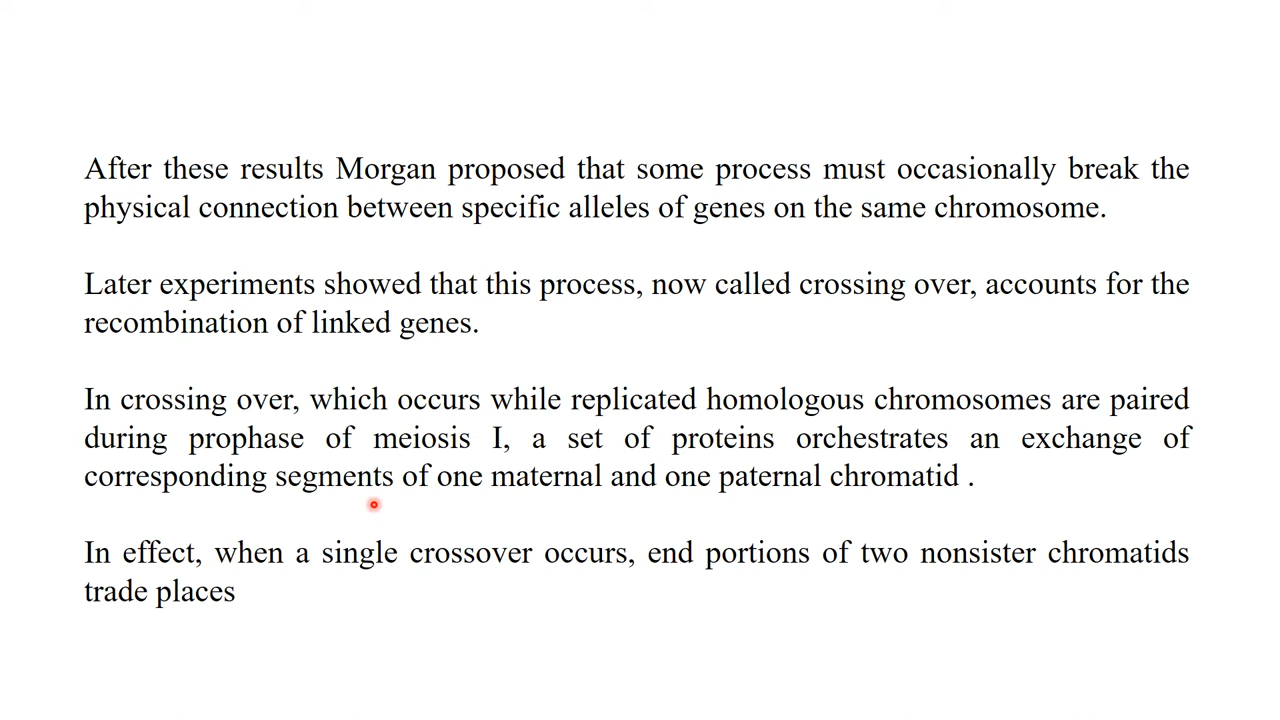 After these results Morgan proposed that some process must occasionally break the
physical connection between specific alleles of genes on the same chromosome.
Later experiments showed that this process, now called crossing over, accounts for the
recombination of linked genes.
In crossing over, which occurs while replicated homologous chromosomes are paired
during prophase of meiosis I, a set of proteins orchestrates an exchange of
corresponding segments of one maternal and one paternal chromatid .
In effect, when a single crossover occurs, end portions of two nonsister chromatids
trade places